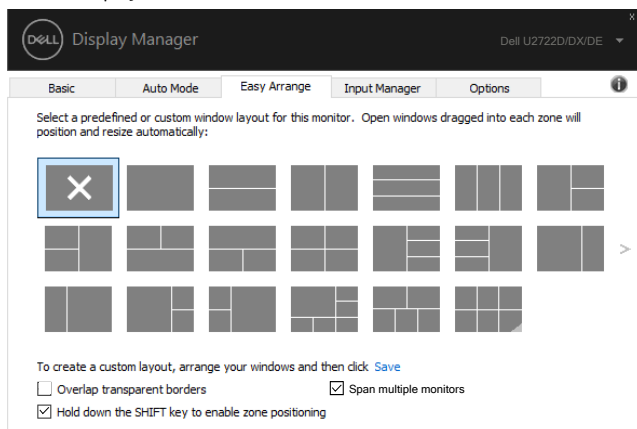 DELL Display Manager Dell U2722D/DX/DE
x
Basic Auto Mode Easy Arrange Input Manager Options
Select a predefined or custom window layout for this monitor. Open windows dragged into each zone will
position and resize automatically:
>
To create a custom layout, arrange your windows and then click Save
Overlap transparent borders Span multiple monitors
Hold down the SHIFT key to enable zone positioning